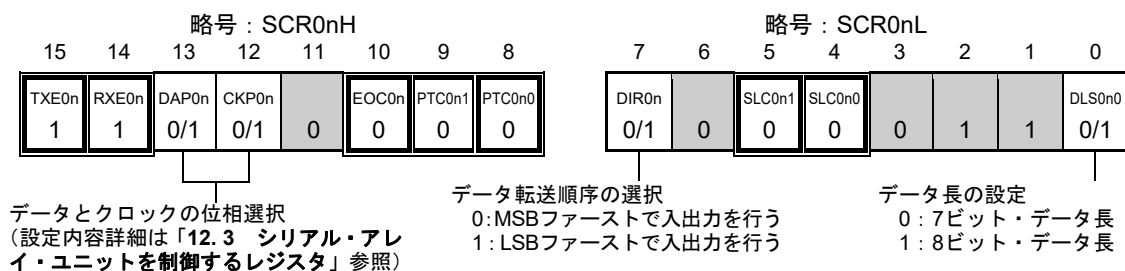 略号：SCR0nH 略号：SCR0nL
15 14 13 12 11 10 9 8 7 6 5 4 3 2 1 0
TXE0n RXE0n DAP0n CKP0n EOC0n PTC0n1 PTC0n0 DIR0n SLC0n1 SLC0n0 DLS0n0
1 1 0/1 0/1 0 0 0 0 0/1 0 0 0 0 1 1 0/1
データとクロックの位相選択
（設定内容詳細は「12. 3 シリアル・アレ
イ・ユニットを制御するレジスタ」参照）
データ転送順序の選択
0:MSBファーストで入出力を行う
1:LSBファーストで入出力を行う
データ長の設定
0：7ビット・データ長
1：8ビット・データ長